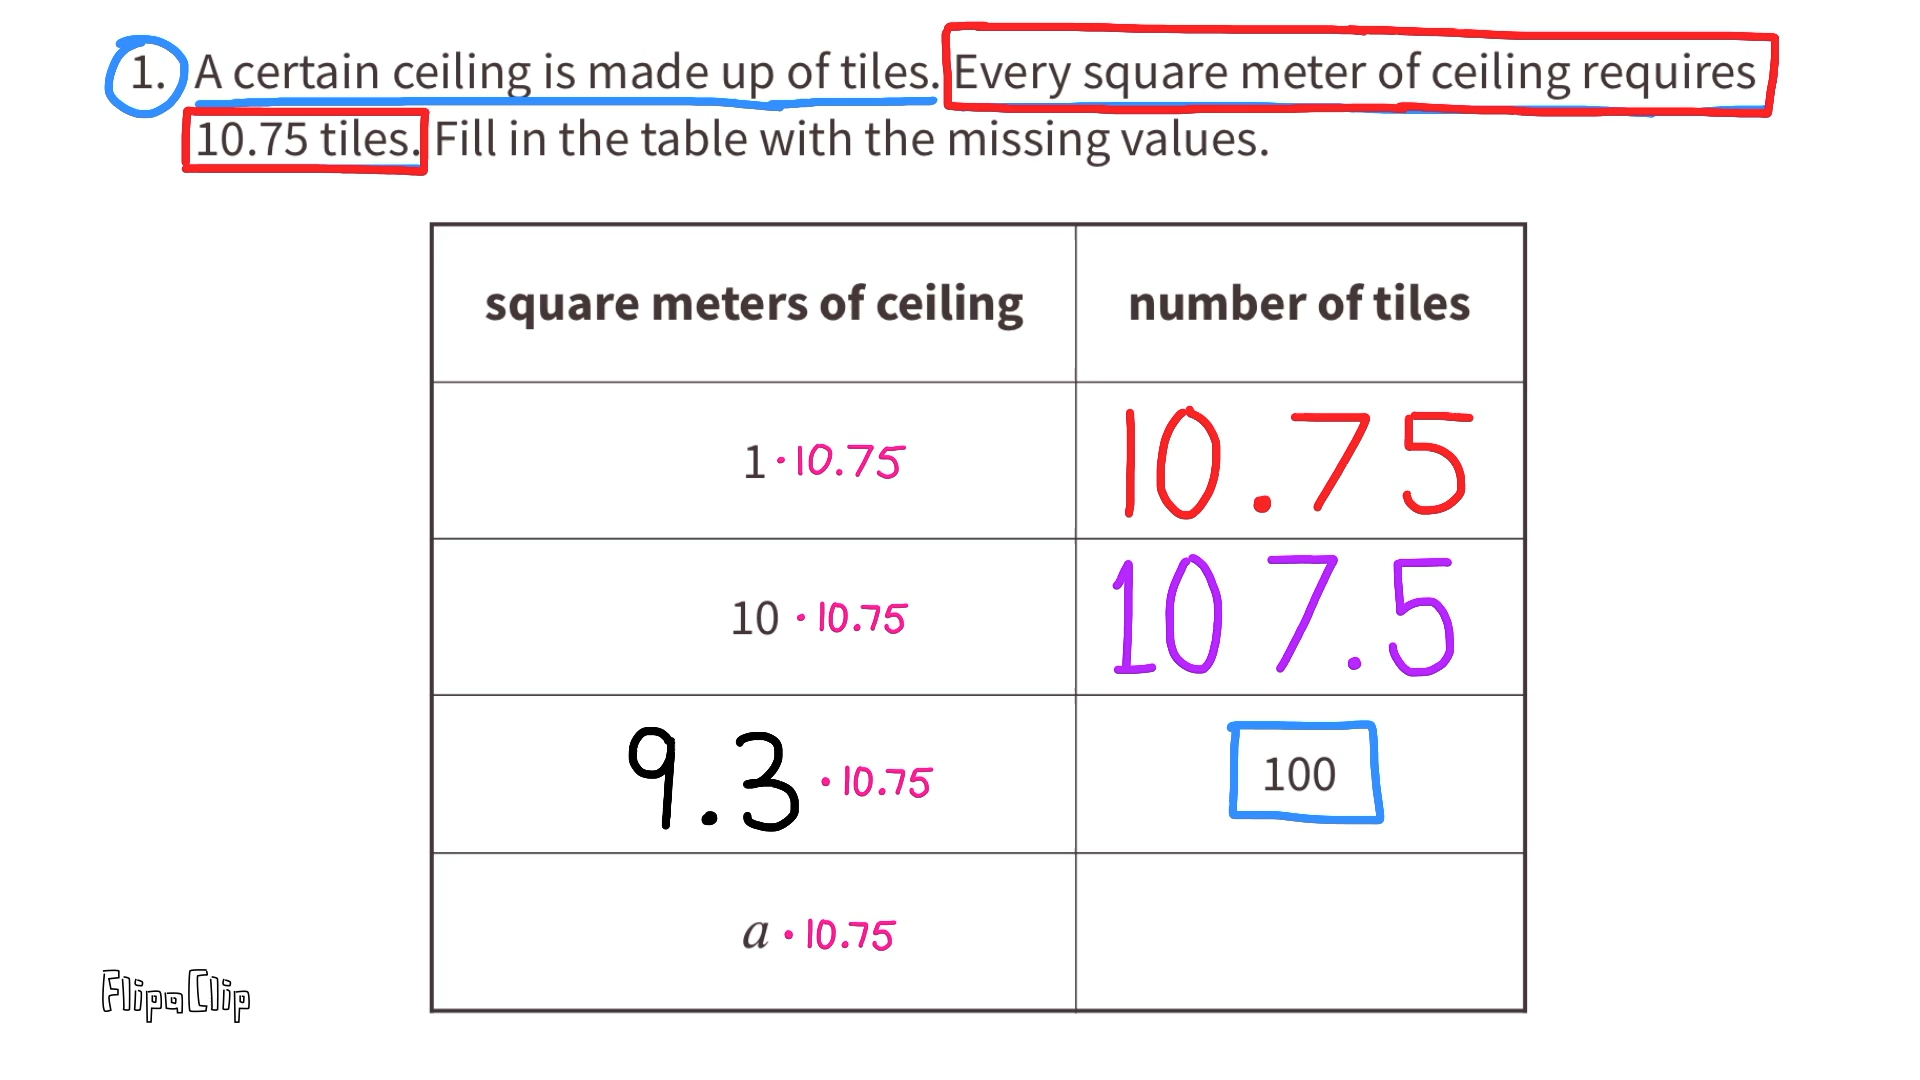 1. A certain ceiling is made up of tiles. Every square meter of ceiling requires
10.75 tiles. Fill in the table with the missing values.
square meters of ceiling number of tiles
1 · 10.75 10.75
10 · 10.75 107.5
9.3 · 10.75 100
a · 10.75
FlipaClip